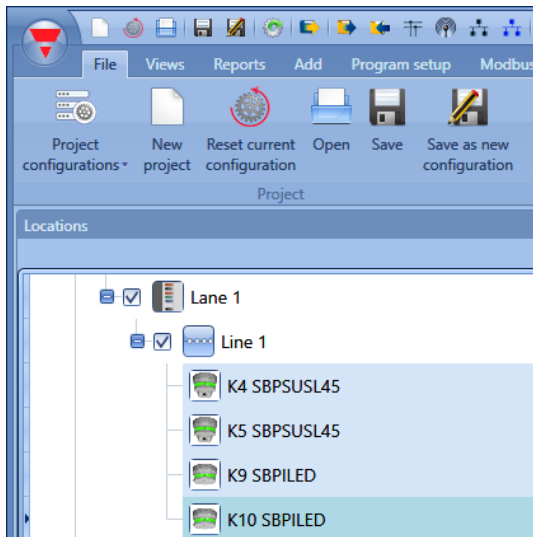 File Views Reports Add Program setup Modbus
Project configurations
New project
Reset current configuration
Open
Save
Save as new configuration
Project
Locations
Lane 1
Line 1
K4 SBPSUSL45
K5 SBPSUSL45
K9 SBPILED
K10 SBPILED